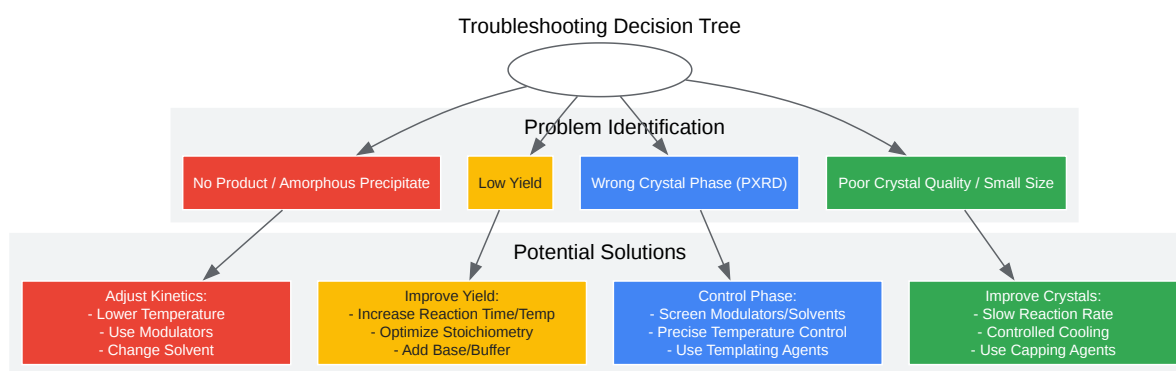 Troubleshooting Decision Tree
Problem Identification
No Product / Amorphous Precipitate
Low Yield
Wrong Crystal Phase (PXRD)
Poor Crystal Quality / Small Size
Potential Solutions
Adjust Kinetics:
- Lower Temperature
- Use Modulators
- Change Solvent
Improve Yield:
- Increase Reaction Time/Temp
- Optimize Stoichiometry
- Add Base/Buffer
Control Phase:
- Screen Modulators/Solvents
- Precise Temperature Control
- Use Templating Agents
Improve Crystals:
- Slow Reaction Rate
- Controlled Cooling
- Use Capping Agents